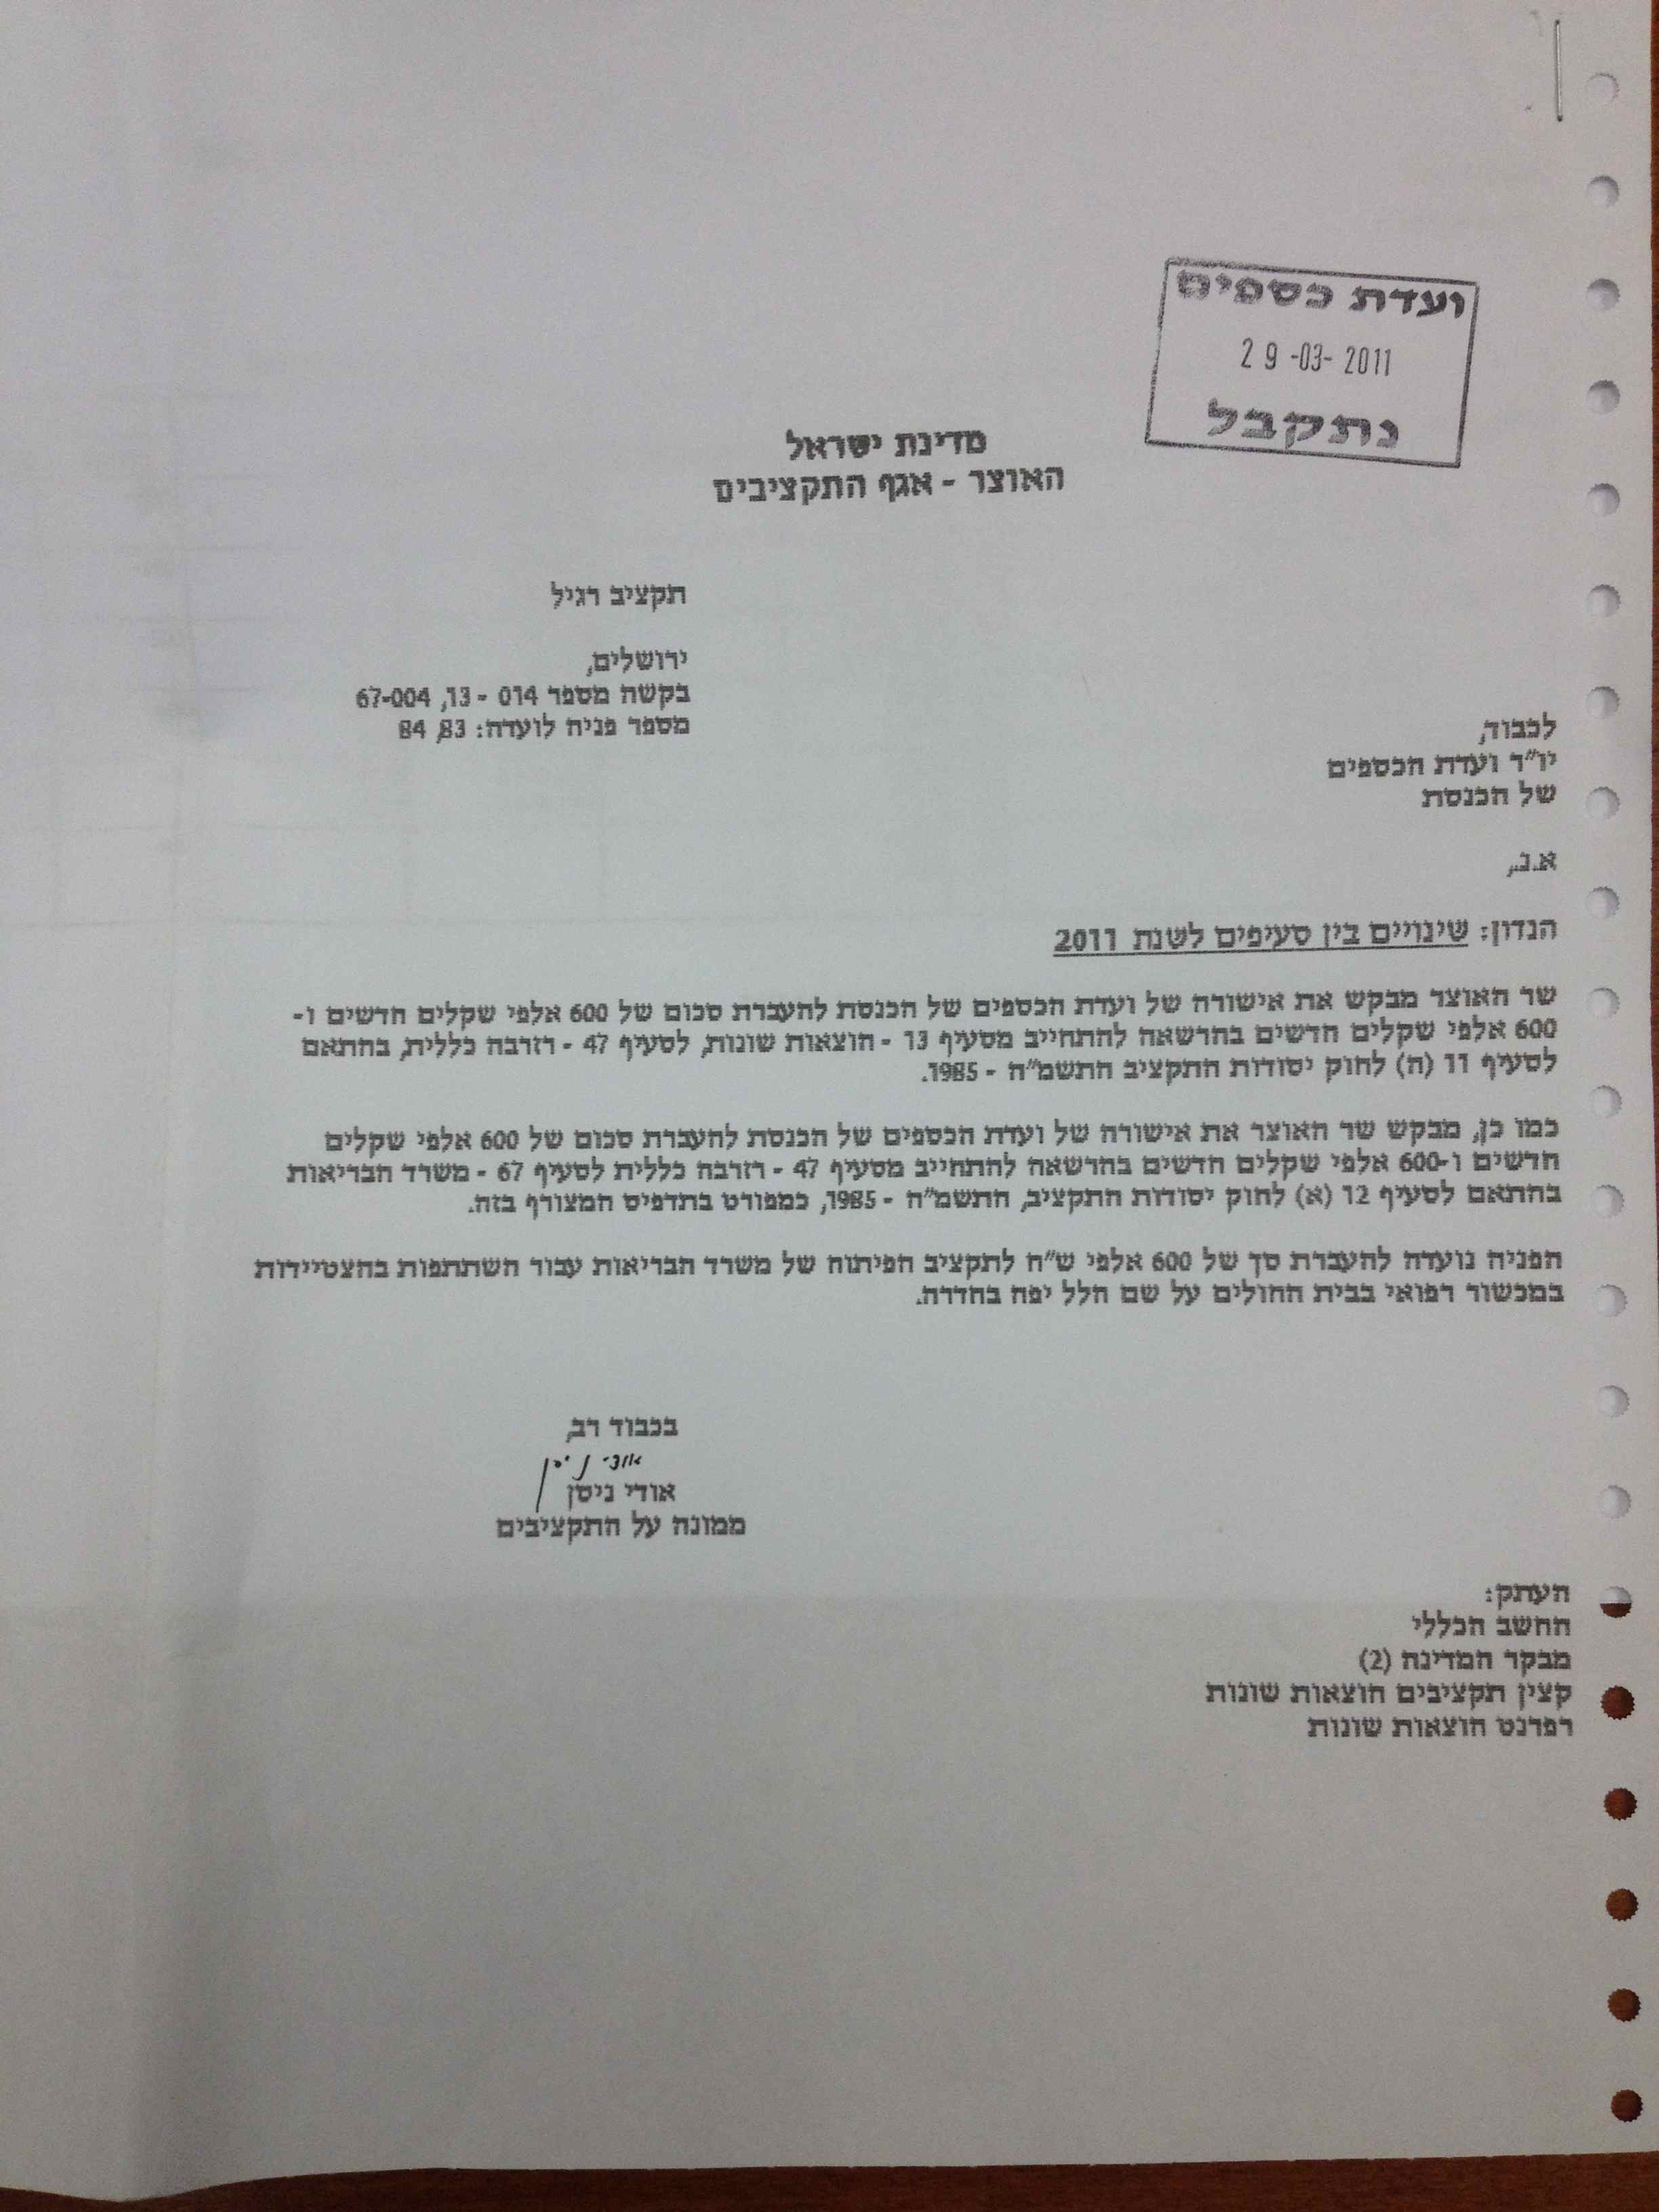 ועדת כספים
29-03-2011
נתקבל
מדינת ישראל
האוצר - אגף התקציבים
תקציב רגיל
ירושלים,
בקשה מספר 014 - 13, 67-004
מספר פניה לועדה: 83, 84
לכבוד,
יו"ר ועדת הכספים
של הכנסת
א.נ.,
הנדון: שינויים בין סעיפים לשנת 2011
שר האוצר מבקש את אישורה של ועדת הכספים של הכנסת להעברת סכום של 600 אלפי שקלים חדשים ו-
600 אלפי שקלים חדשים בהרשאה להתחייב מסעיף 13 - הוצאות שונות, לסעיף 47 - רזרבה כללית, בהתאם
לסעיף 11 (ה) לחוק יסודות התקציב התשמ"ה - 1985.
כמו כן, מבקש שר האוצר את אישורה של ועדת הכספים של הכנסת להעברת סכום של 600 אלפי שקלים
חדשים ו-600 אלפי שקלים חדשים בהרשאה להתחייב מסעיף 47 - רזרבה כללית לסעיף 67 - משרד הבריאות
בהתאם לסעיף 12 (א) לחוק יסודות התקציב, התשמ"ה - 1985, כמפורט בתדפיס המצורף בזה.
הפניה נועדה להעברת סך של 600 אלפי ש"ח לתקציב הפיתוח של משרד הבריאות עבור השתתפות בהצטיידות
במכשור רפואי בבית החולים על שם הלל יפה בחדרה.
בכבוד רב,
אודי ניסן
אודי ניסן
ממונה על התקציבים
העתק:
החשב הכללי
מבקר המדינה (2)
קצין תקציבים הוצאות שונות
רפרנט הוצאות שונות